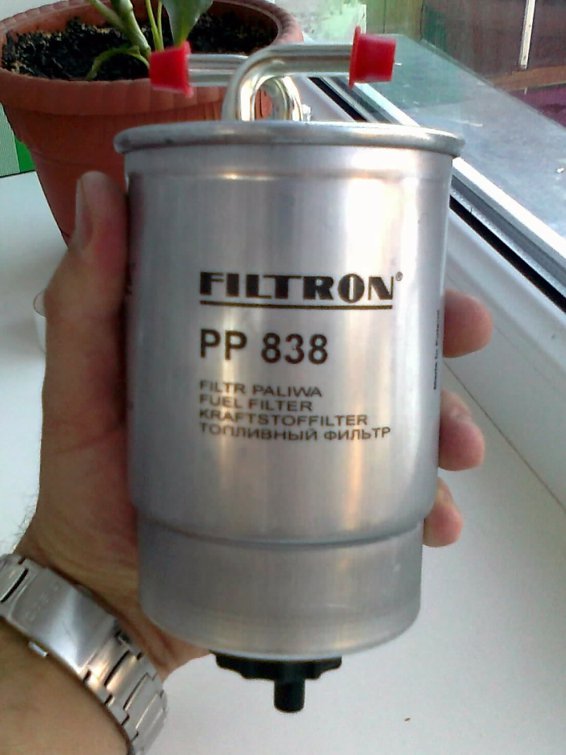 FILTRON®
PP 838
FILTR PALIWA
FUEL FILTER
KRAFTSTOFFILTER
ТОПЛИВНЫЙ ФИЛЬТР